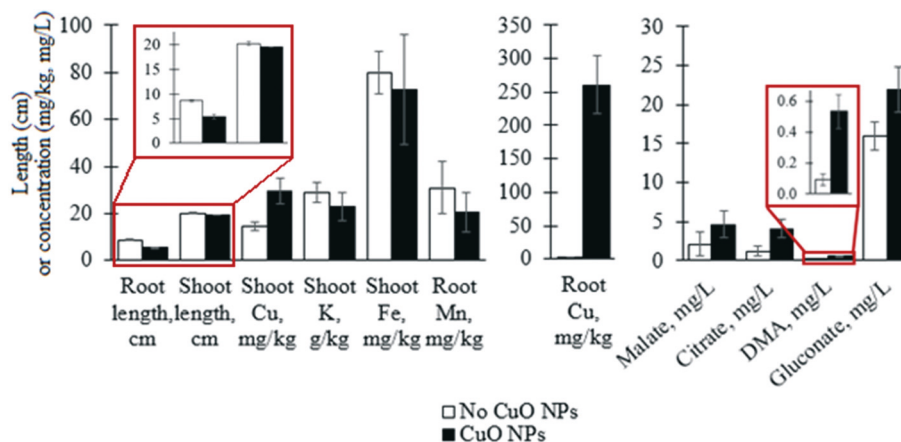 Length (cm)
or concentration (mg/kg, mg/L)
100
80
60
40
20
0
20
15
10
5
0
Root
length,
cm
Shoot
length,
cm
Shoot
Cu,
mg/kg
Shoot
K,
g/kg
Shoot
Fe,
mg/kg
Root
Mn,
mg/kg
350
300
250
200
150
100
50
0
Root
Cu,
mg/kg
30
25
20
15
10
5
0
0.6
0.4
0.2
0.0
Malate, mg/L
Citrate, mg/L
DMA, mg/L
Gluconate, mg/L
No CuO NPs
CuO NPs